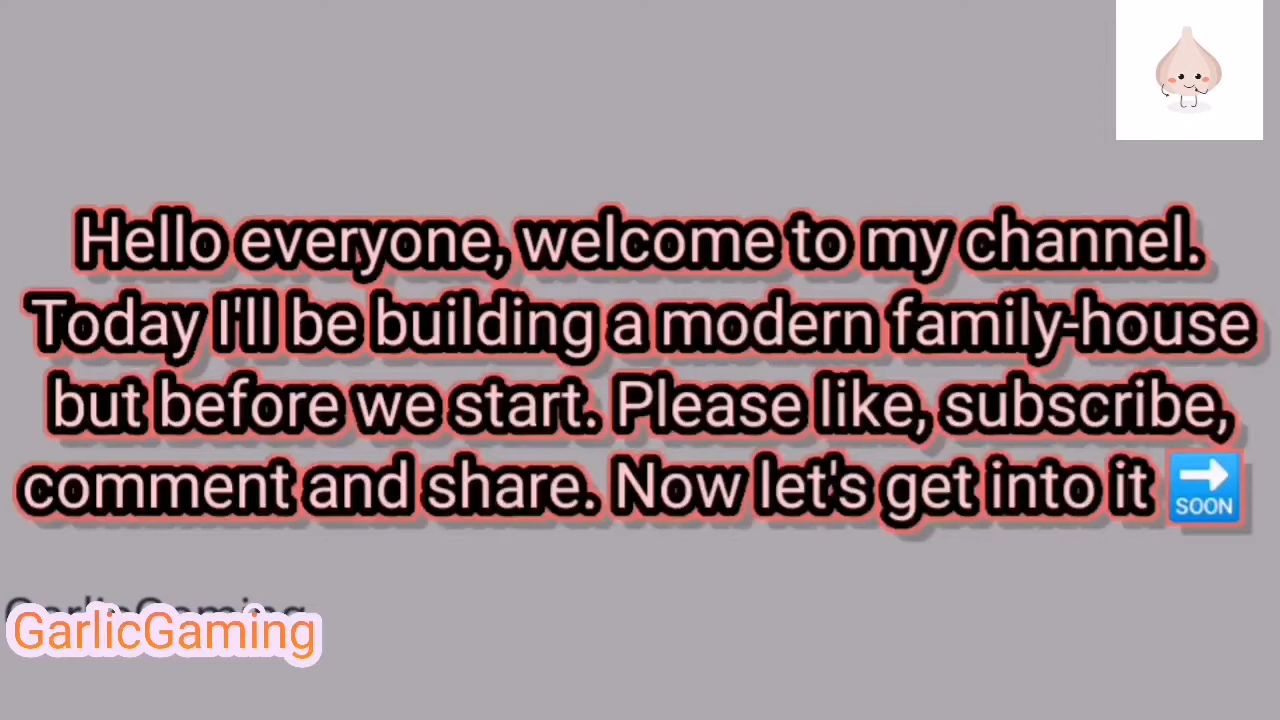 Hello everyone, welcome to my channel.
Today I'll be building a modern family-house
but before we start. Please like, subscribe,
comment and share. Now let's get into it 🔜
GarlicGaming
GarlicGaming